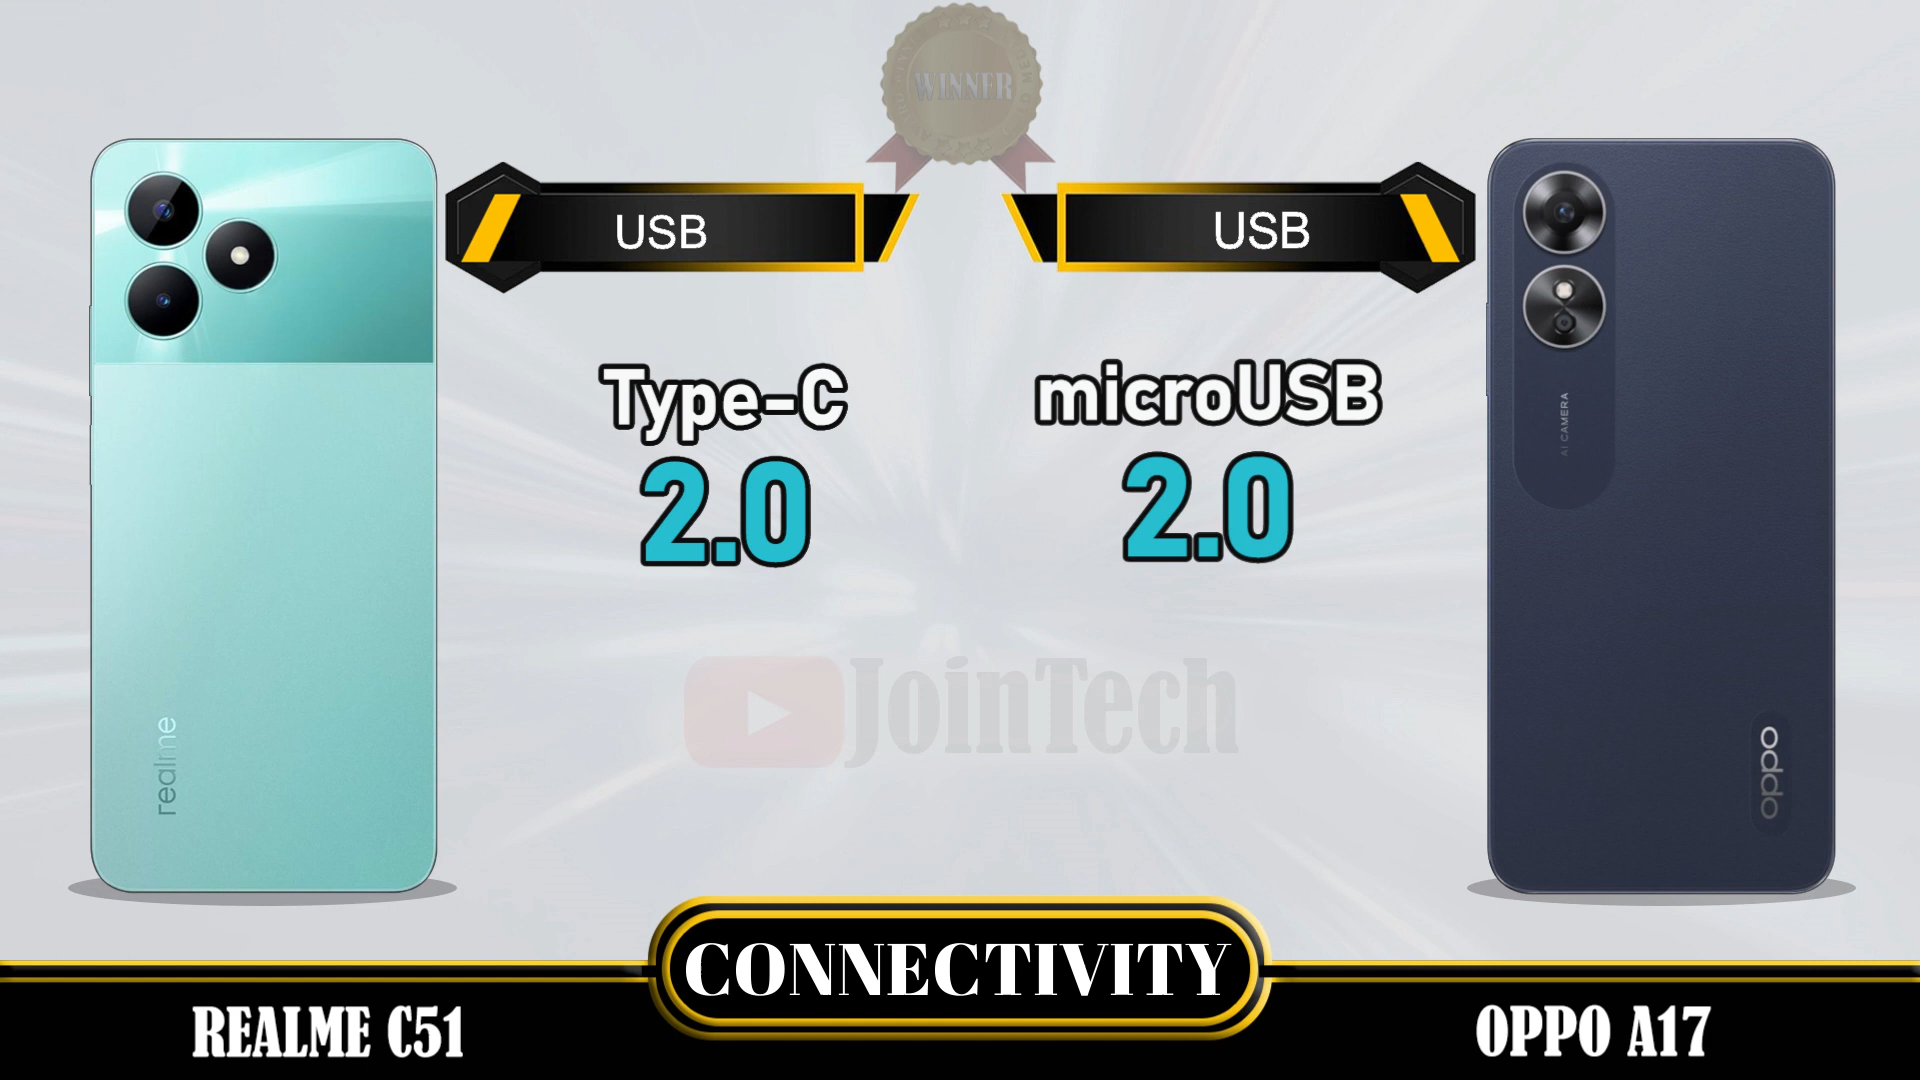 WINNER
USB
USB
Type-C
2.0
microUSB
2.0
AI CAMERA
realme
oppo
JoinTech
CONNECTIVITY
REALME C51
OPPO A17